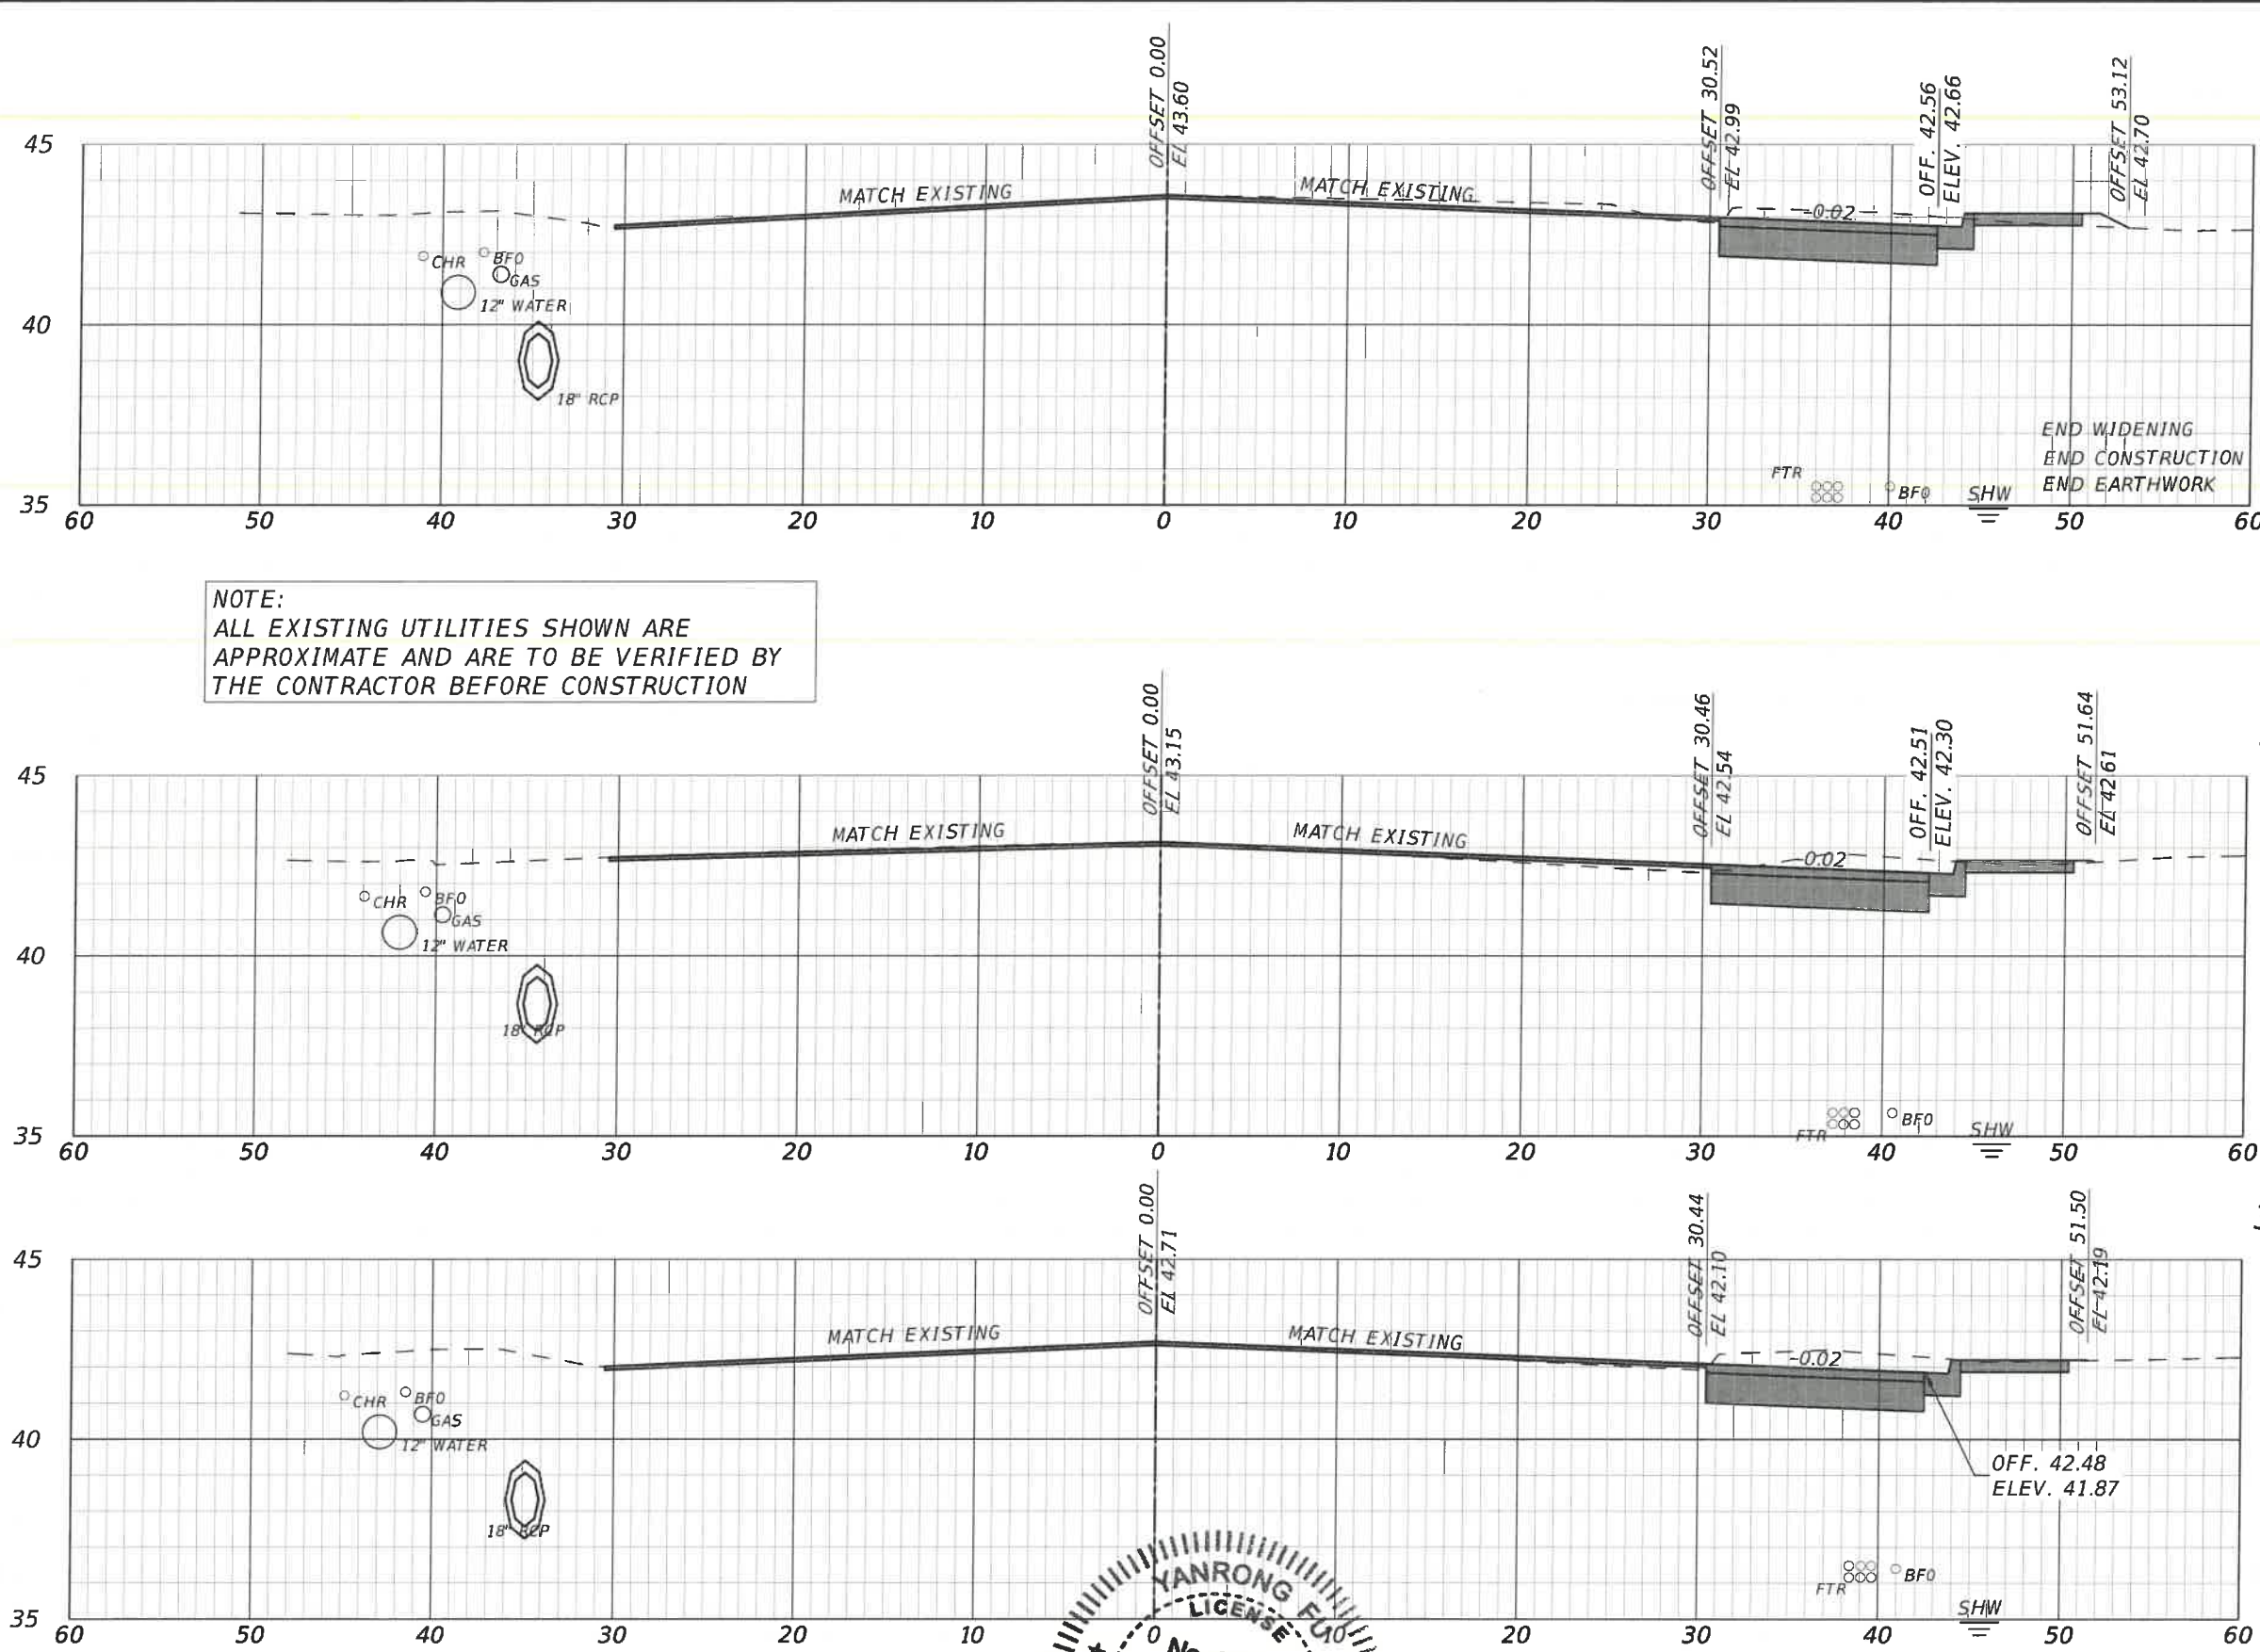 OFFSET 0.00
EL 43.60
OFFSET 30.52
EL 42.99
OFF. 42.56
ELEV. 42.66
OFFSET 53.12
EL 42.70
45
MATCH EXISTING
MATCH EXISTING
-0.02
CHR
BFO
GAS
12" WATER
40
18" RCP
END WIDENING
END CONSTRUCTION
END EARTHWORK
FTR
BFO
SHW
35
60 50 40 30 20 10 0 10 20 30 40 50 60
NOTE:
ALL EXISTING UTILITIES SHOWN ARE
APPROXIMATE AND ARE TO BE VERIFIED BY
THE CONTRACTOR BEFORE CONSTRUCTION
OFFSET 0.00
EL 43.15
OFFSET 30.46
EL 42.54
OFF. 42.51
ELEV. 42.30
OFFSET 51.64
EL 42.61
45
MATCH EXISTING
MATCH EXISTING
-0.02
CHR
BFO
GAS
12" WATER
40
18" RCP
FTR
BFO
SHW
35
60 50 40 30 20 10 0 10 20 30 40 50 60
OFFSET 0.00
EL 42.71
OFFSET 30.44
EL 42.10
OFFSET 51.50
EL 42.19
45
MATCH EXISTING
MATCH EXISTING
-0.02
CHR
BFO
GAS
12" WATER
40
OFF. 42.48
ELEV. 41.87
18" RCP
FTR
BFO
SHW
35
60 50 40 30 20 10 0 10 20 30 40 50 60
YANRONG FU
LICENSE